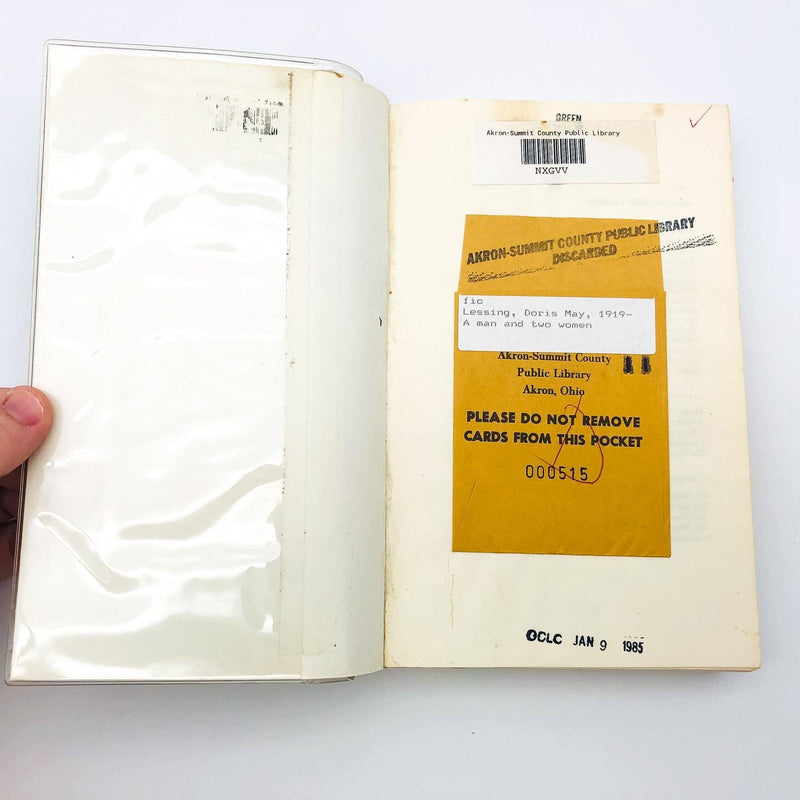 GREEN
Akron-Summit County Public Library
NXGVV
AKRON-SUMMIT COUNTY PUBLIC LIBRARY
DISCARDED
fic
Lessing, Doris May, 1919-
A man and two women
Akron-Summit County
Public Library
Akron, Ohio
PLEASE DO NOT REMOVE
CARDS FROM THIS POCKET
000515
OCLC JAN 9 1985